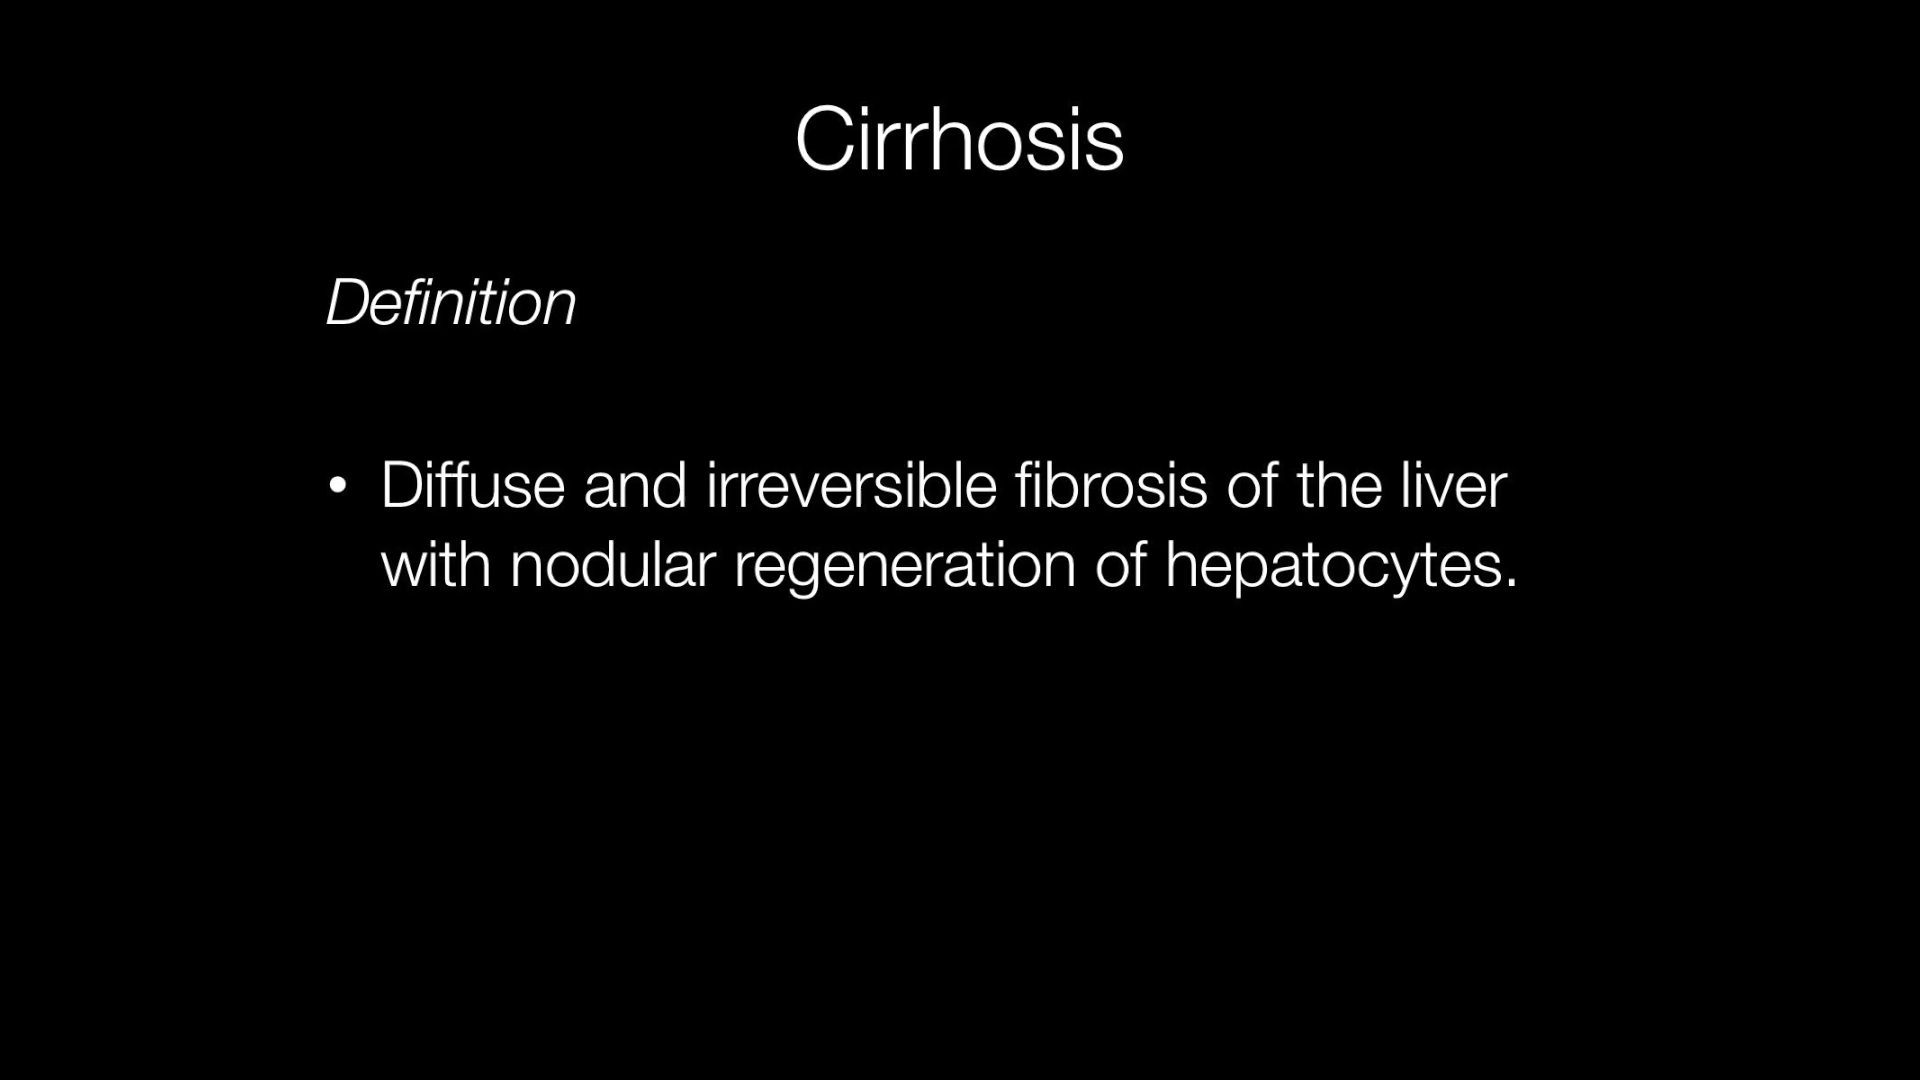 Cirrhosis
Definition
• Diffuse and irreversible fibrosis of the liver
with nodular regeneration of hepatocytes.